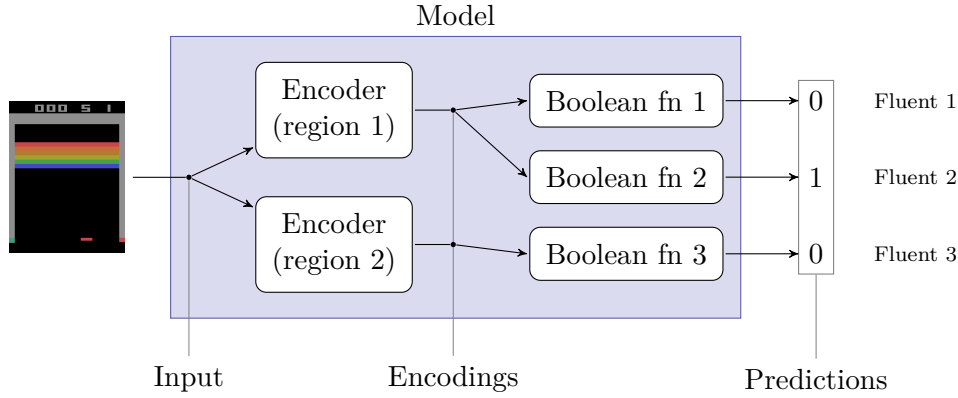 Model
000 5 1
Encoder
(region 1)
Boolean fn 1
0
Fluent 1
Boolean fn 2
1
Fluent 2
Encoder
(region 2)
Boolean fn 3
0
Fluent 3
Input
Encodings
Predictions